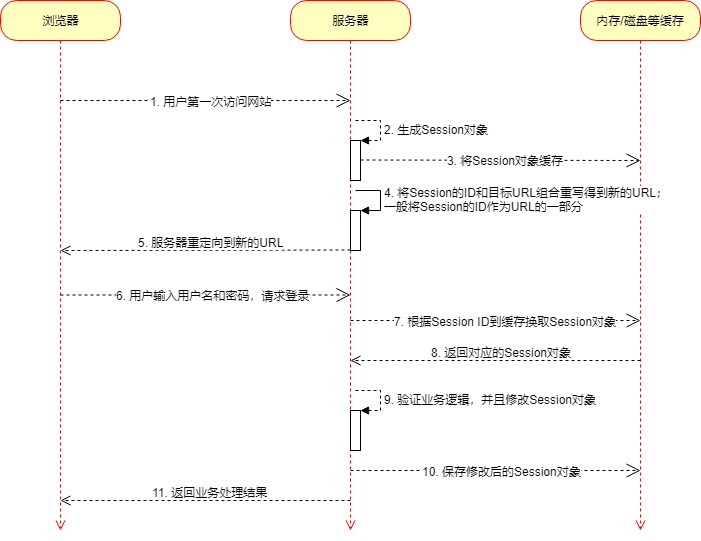 浏览器
服务器
内存/磁盘等缓存
1. 用户第一次访问网站
2. 生成Session对象
3. 将Session对象缓存
4. 将Session的ID和目标URL组合重写得到新的URL；
一般将Session的ID作为URL的一部分
5. 服务器重定向到新的URL
6. 用户输入用户名和密码，请求登录
7. 根据Session ID到缓存换取Session对象
8. 返回对应的Session对象
9. 验证业务逻辑，并且修改Session对象
10. 保存修改后的Session对象
11. 返回业务处理结果